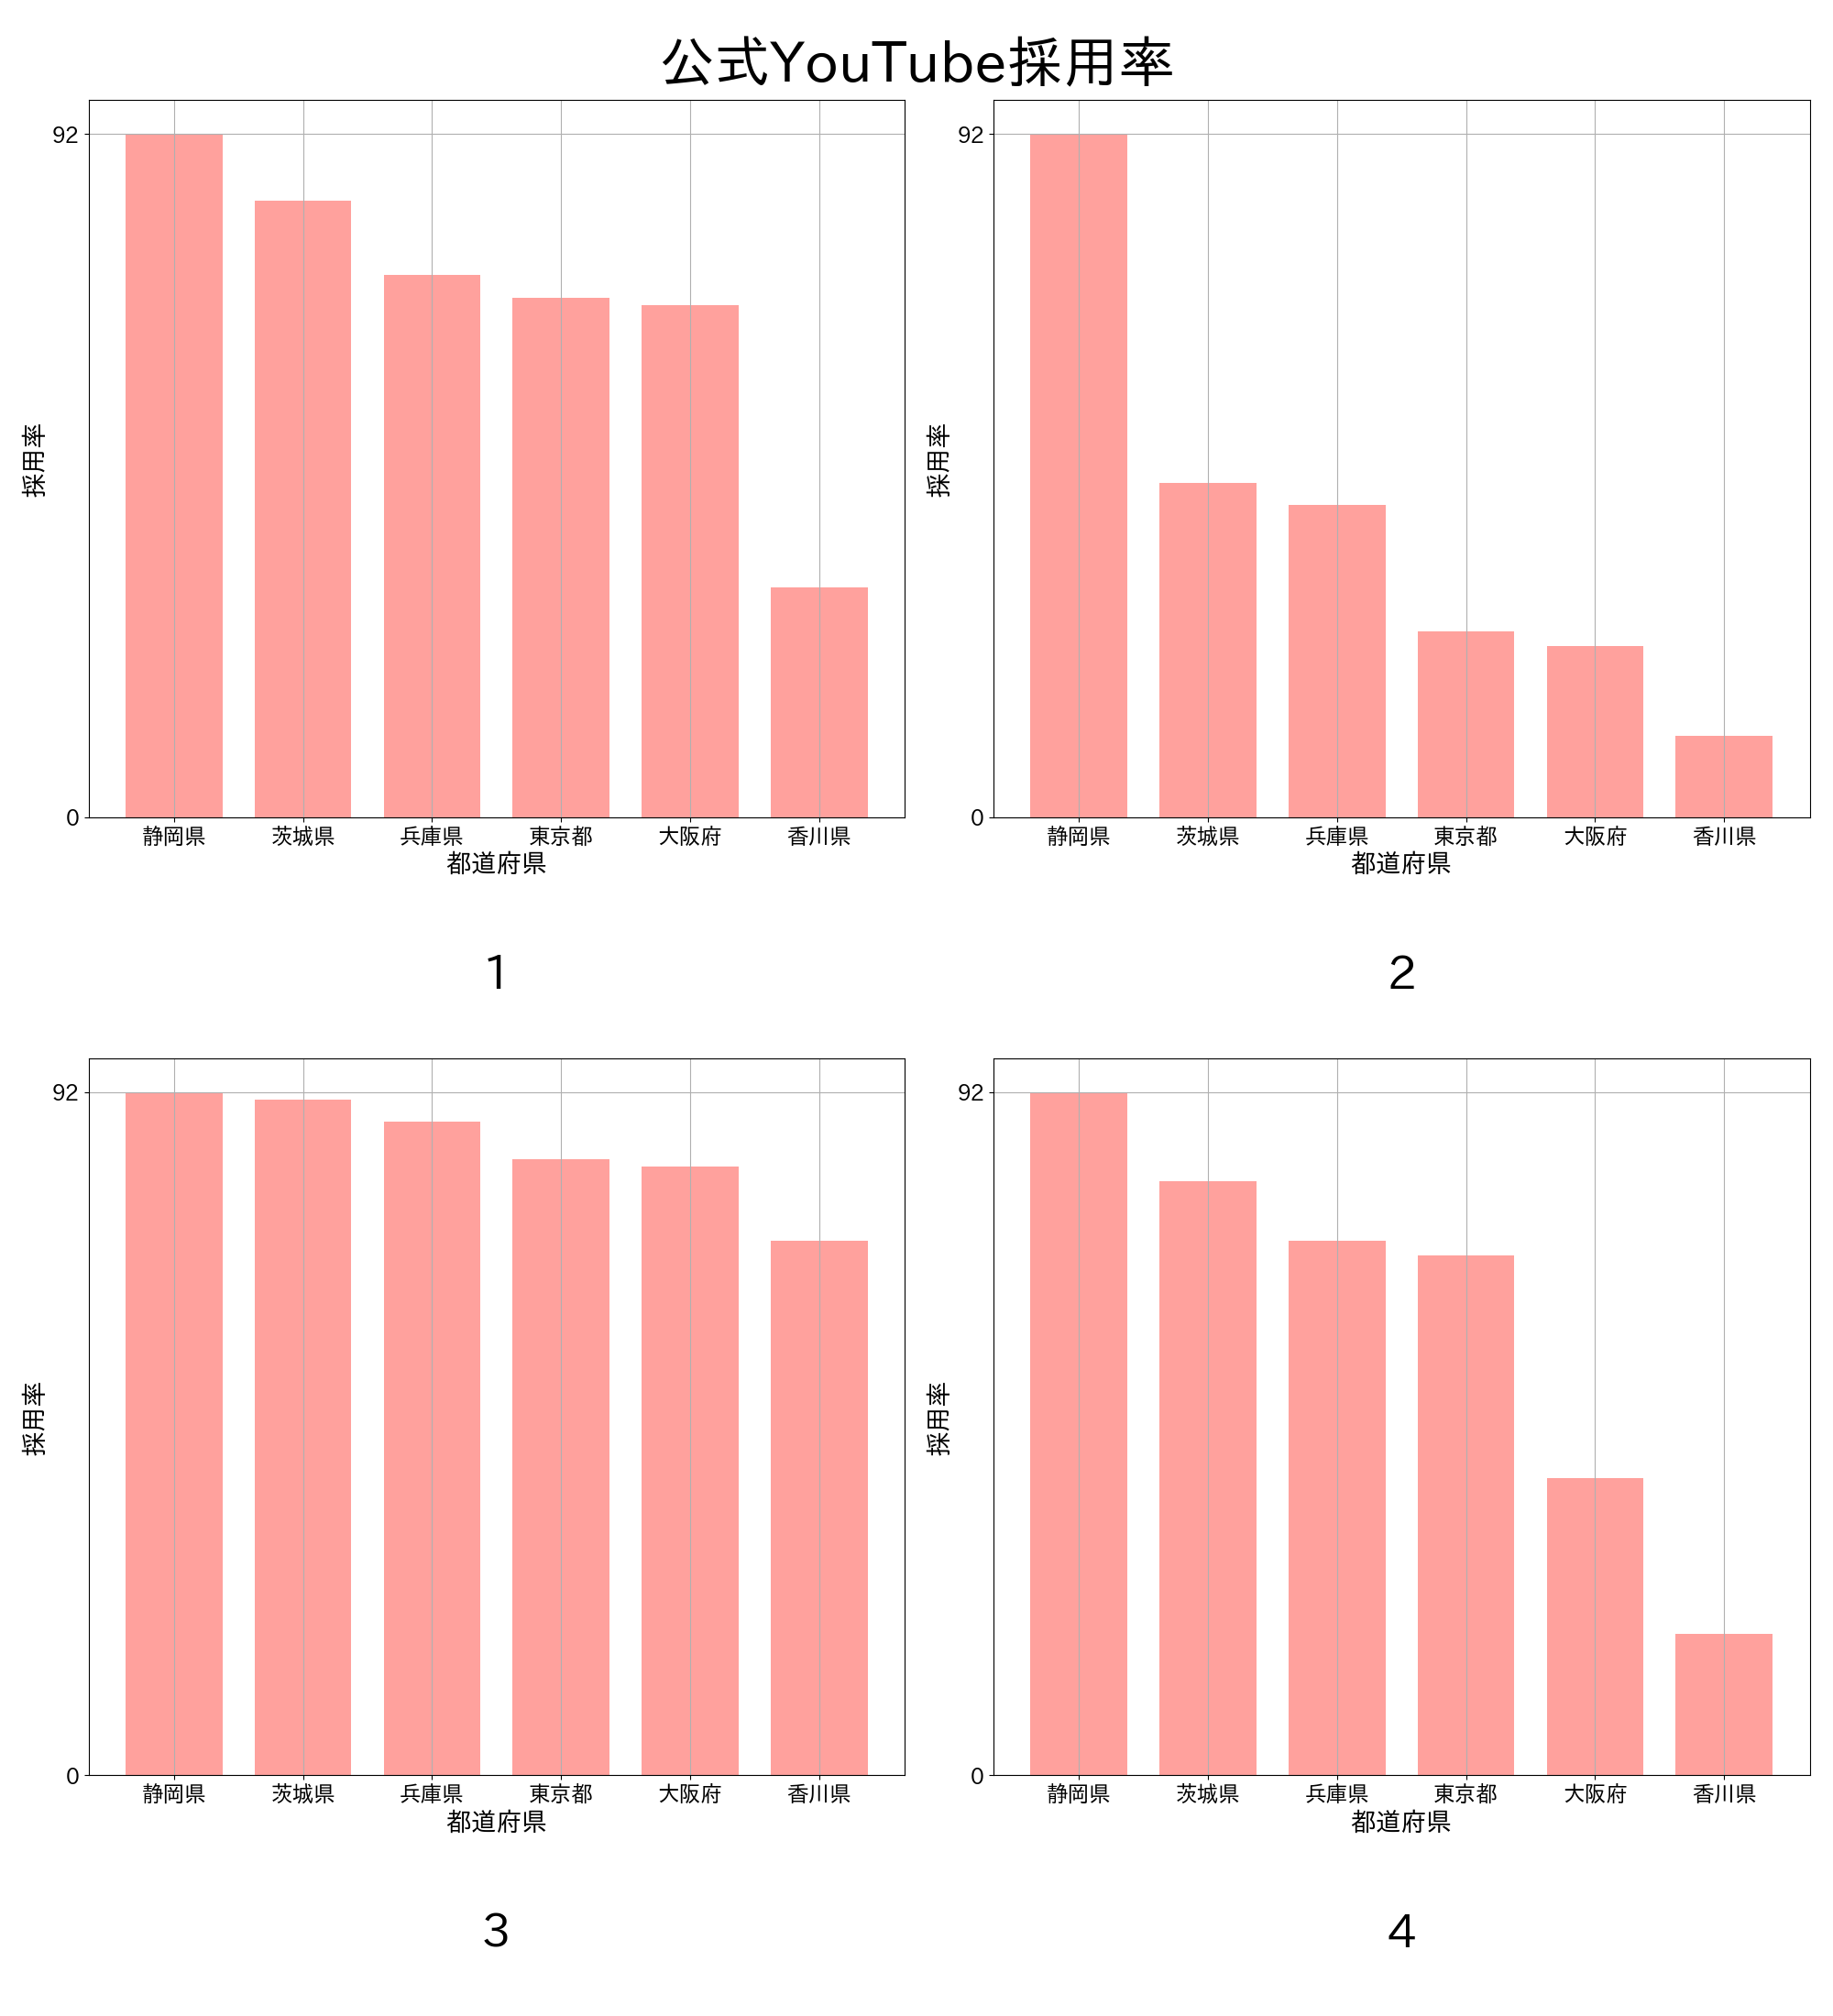 公式YouTube採用率
92
採用率
0
静岡県 茨城県 兵庫県 東京都 大阪府 香川県
都道府県
1
92
採用率
0
静岡県 茨城県 兵庫県 東京都 大阪府 香川県
都道府県
2
92
採用率
0
静岡県 茨城県 兵庫県 東京都 大阪府 香川県
都道府県
3
92
採用率
0
静岡県 茨城県 兵庫県 東京都 大阪府 香川県
都道府県
4